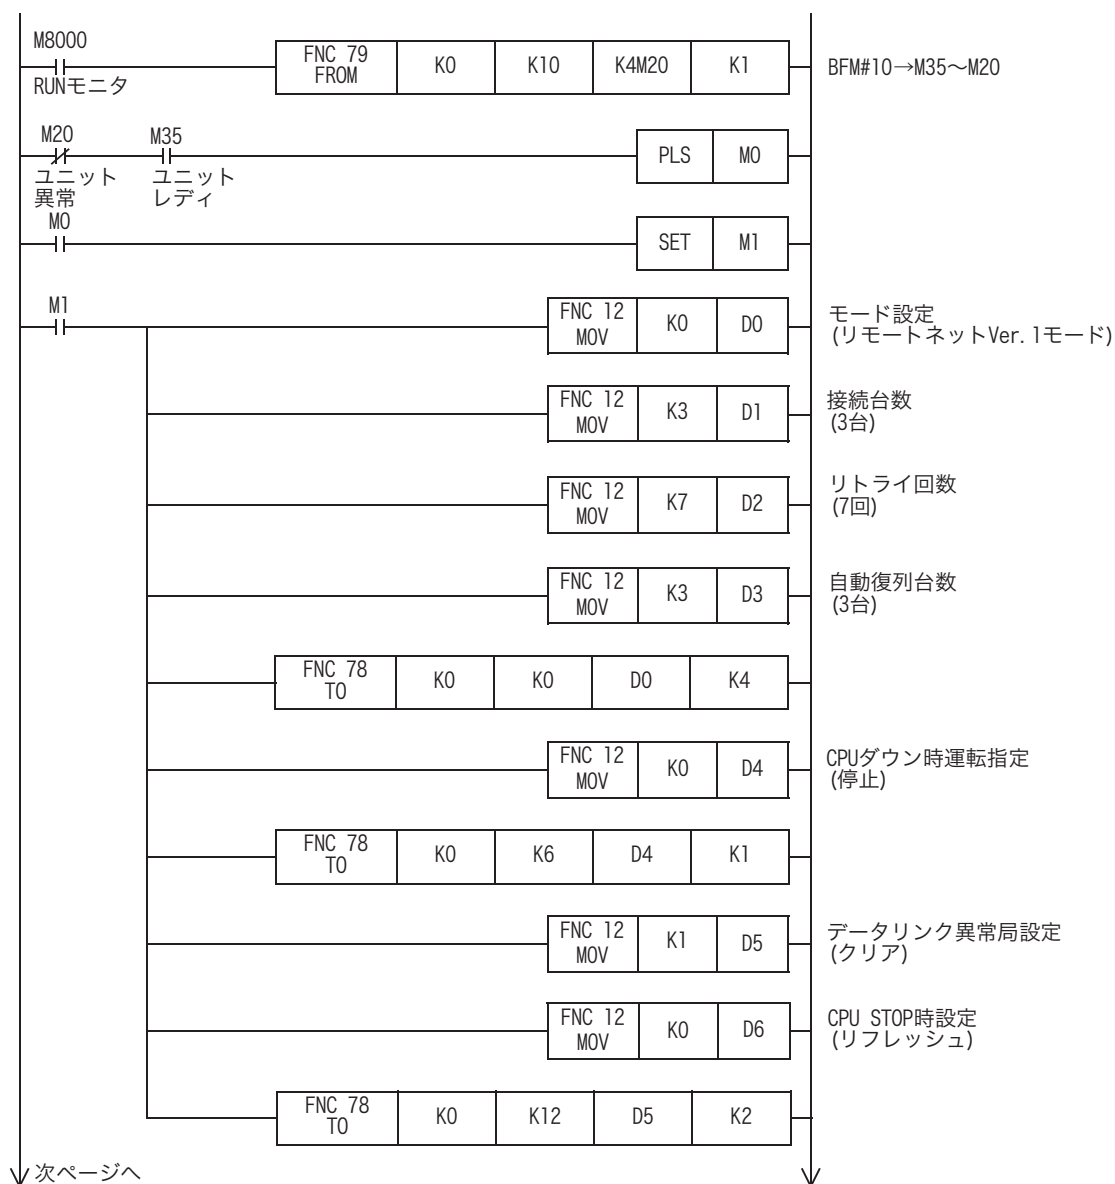 M8000
RUNモニタ
FNC 79
FROM
K0
K10
K4M20
K1
BFM#10→M35～M20
M20
ユニット
異常
M35
ユニット
レディ
PLS
M0
M0
SET
M1
M1
FNC 12
MOV
K0
D0
モード設定
(リモートネットVer.1モード)
FNC 12
MOV
K3
D1
接続台数
(3台)
FNC 12
MOV
K7
D2
リトライ回数
(7回)
FNC 12
MOV
K3
D3
自動復列台数
(3台)
FNC 78
TO
K0
K0
D0
K4
FNC 12
MOV
K0
D4
CPUダウン時運転指定
(停止)
FNC 78
TO
K0
K6
D4
K1
FNC 12
MOV
K1
D5
データリンク異常局設定
(クリア)
FNC 12
MOV
K0
D6
CPU STOP時設定
(リフレッシュ)
FNC 78
TO
K0
K12
D5
K2
次ページへ